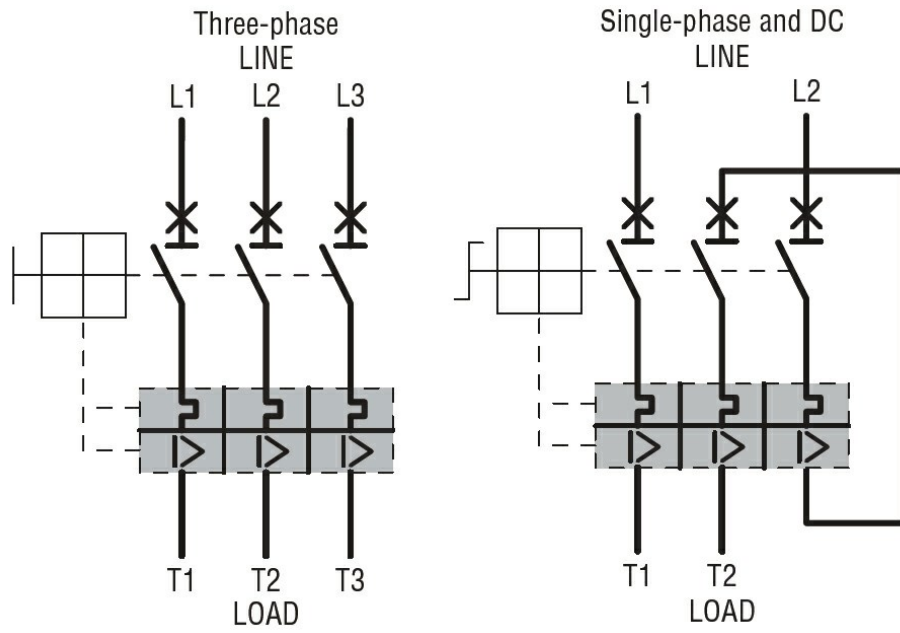 Three-phase
LINE
L1 L2 L3
T1 T2 T3
LOAD
Single-phase and DC
LINE
L1 L2
T1 T2
LOAD